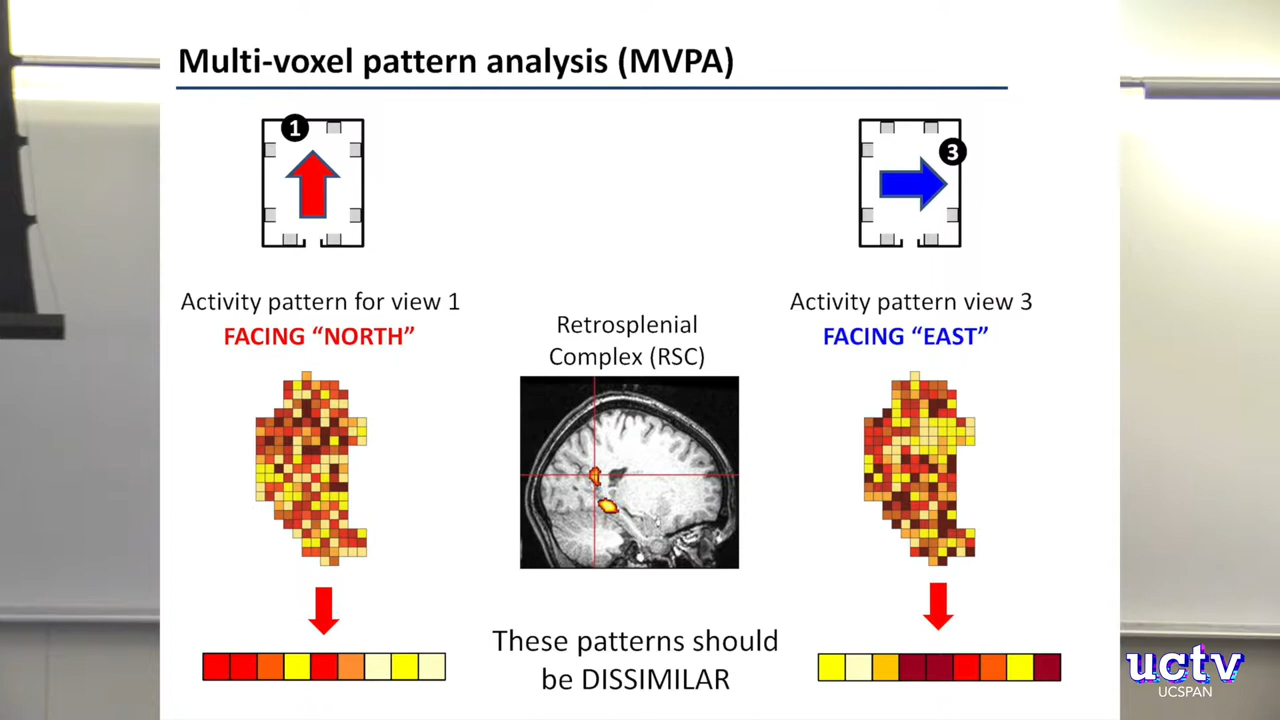 Multi-voxel pattern analysis (MVPA)
1
3
Activity pattern for view 1
FACING “NORTH”
Retrosplenial
Complex (RSC)
Activity pattern view 3
FACING “EAST”
These patterns should
be DISSIMILAR
uctv
UCSPAN